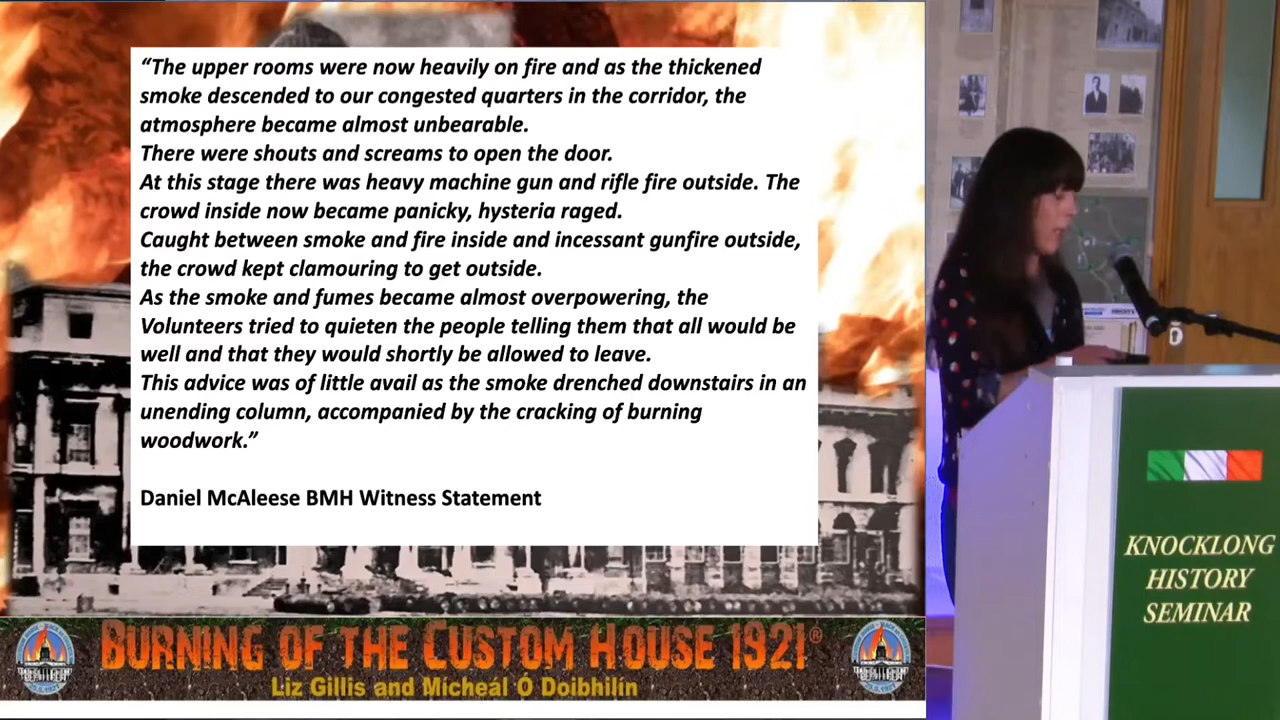 “The upper rooms were now heavily on fire and as the thickened
smoke descended to our congested quarters in the corridor, the
atmosphere became almost unbearable.
There were shouts and screams to open the door.
At this stage there was heavy machine gun and rifle fire outside. The
crowd inside now became panicky, hysteria raged.
Caught between smoke and fire inside and incessant gunfire outside,
the crowd kept clamouring to get outside.
As the smoke and fumes became almost overpowering, the
Volunteers tried to quieten the people telling them that all would be
well and that they would shortly be allowed to leave.
This advice was of little avail as the smoke drenched downstairs in an
unending column, accompanied by the cracking of burning
woodwork.”
Daniel McAleese BMH Witness Statement
BURNING OF THE CUSTOM HOUSE 1921®
Liz Gillis and Mícheál Ó Doibhilín
KNOCKLONG
HISTORY
SEMINAR